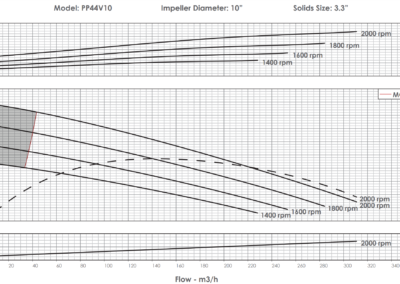 Model: PP44V10 Impeller Diameter: 10" Solids Size: 3.3"
2000 rpm
1800 rpm
1600 rpm
1400 rpm
2000 rpm
2000 rpm
1800 rpm
1600 rpm
1400 rpm
2000 rpm
20 40 60 80 100 120 140 160 180 200 220 240 260 280 300 320 340
Flow - m3/h